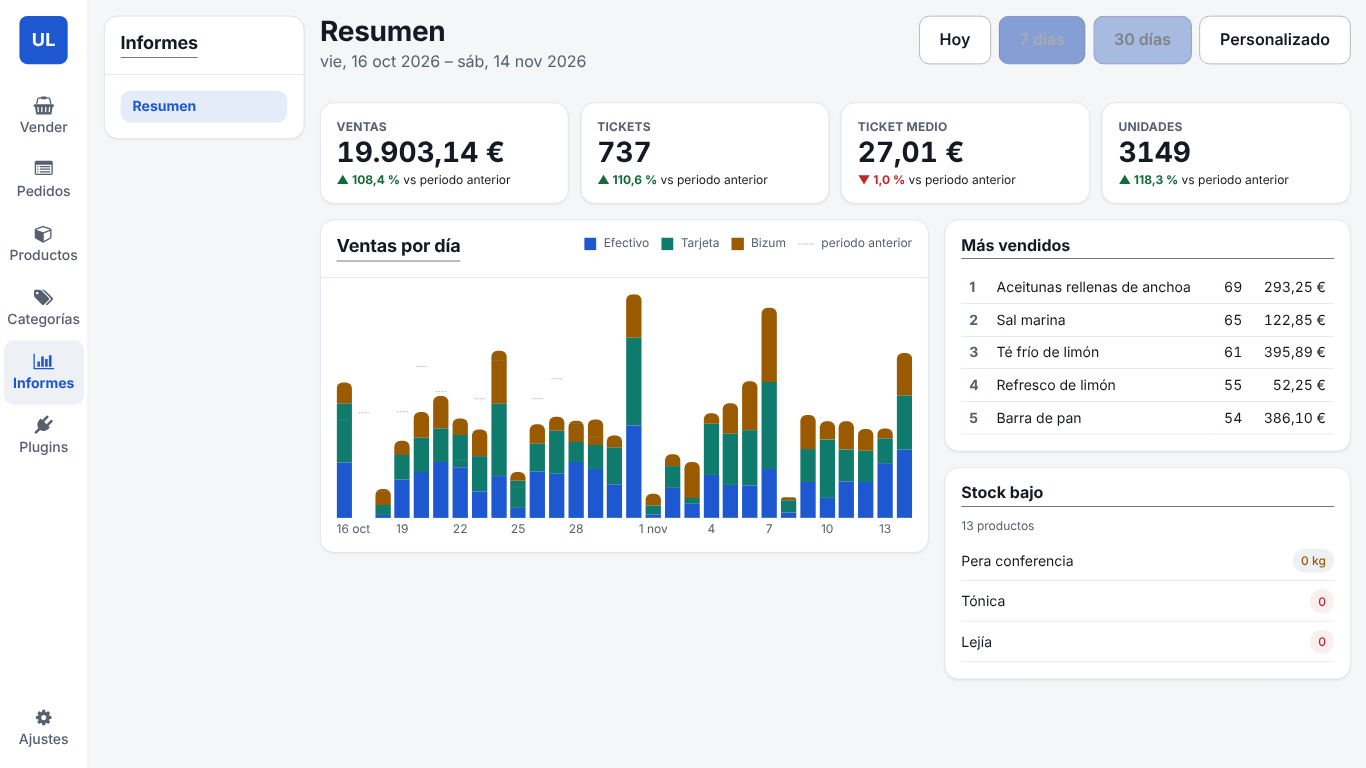 UL
Vender
Pedidos
Productos
Categorías
Informes
Plugins
Ajustes
Informes
Resumen
Resumen
vie, 16 oct 2026 – sáb, 14 nov 2026
Hoy
7 días
30 días
Personalizado
VENTAS
19.903,14 €
▲ 108,4 % vs periodo anterior
TICKETS
737
▲ 110,6 % vs periodo anterior
TICKET MEDIO
27,01 €
▼ 1,0 % vs periodo anterior
UNIDADES
3149
▲ 118,3 % vs periodo anterior
Ventas por día
Efectivo Tarjeta Bizum periodo anterior
16 oct 19 22 25 28 1 nov 4 7 10 13
Más vendidos
1 Aceitunas rellenas de anchoa 69 293,25 €
2 Sal marina 65 122,85 €
3 Té frío de limón 61 395,89 €
4 Refresco de limón 55 52,25 €
5 Barra de pan 54 386,10 €
Stock bajo
13 productos
Pera conferencia 0 kg
Tónica 0
Lejía 0